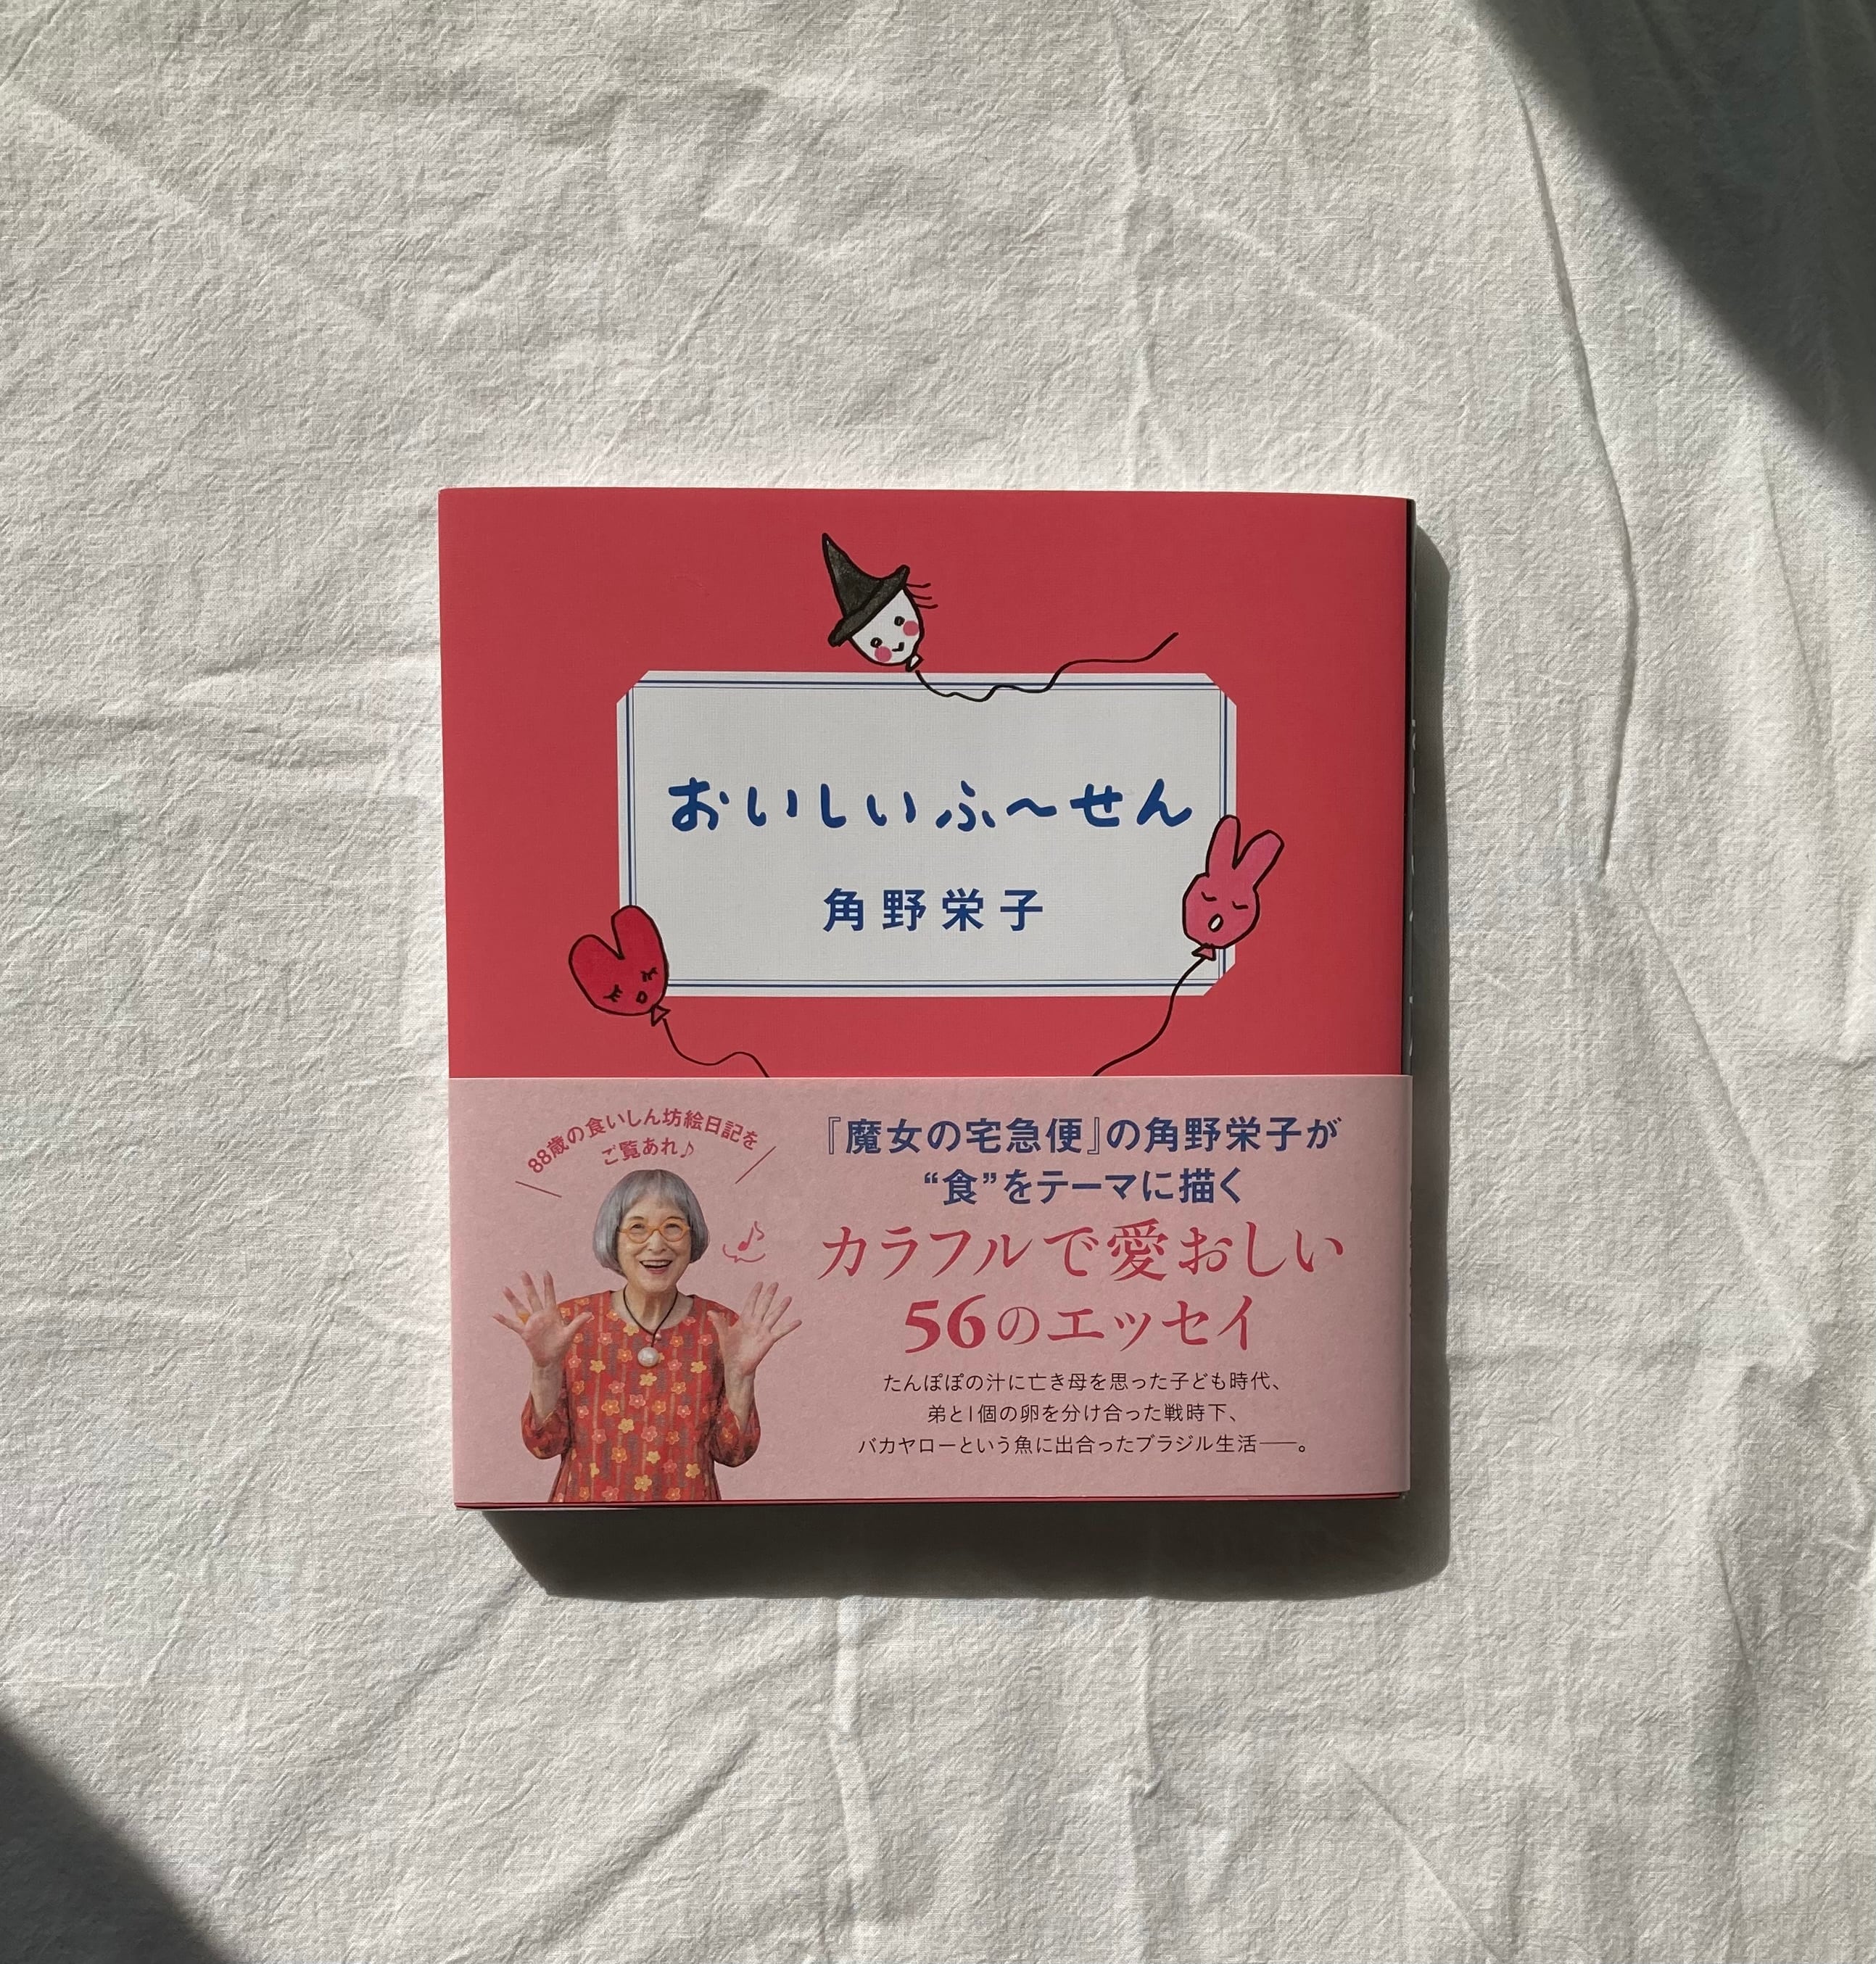 おいしいふ〜せん
角野栄子
88歳の食いしん坊絵日記を
ご覧あれ♪
『魔女の宅急便』の角野栄子が
“食”をテーマに描く
カラフルで愛おしい
56のエッセイ
たんぽぽの汁に亡き母を思った子ども時代、
弟と1個の卵を分け合った戦時下、
バカヤローという魚に出合ったブラジル生活──。